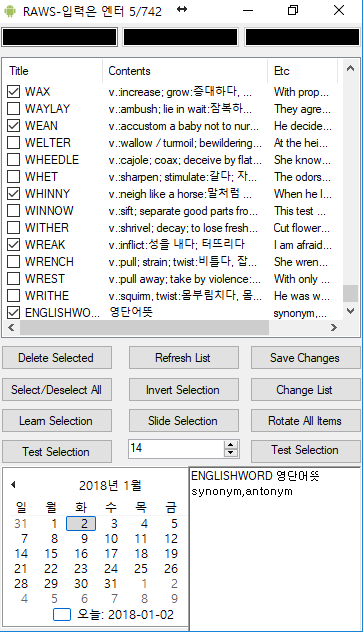 RAWS-입력은 엔터 5/742
Title Contents Etc
WAX v.:increase; grow:증대하다, ... With prop...
WAYLAY v.:ambush; lie in wait:잠복하... They agre...
WEAN v.:accustom a baby not to nur... He decide...
WELTER v.:wallow / turmoil; bewildering... At the hei...
WHEEDLE v.:cajole; coax; deceive by flat... She know...
WHET v.:sharpen; stimulate:갈다; 자... The odors...
WHINNY v.:neigh like a horse:말처럼 ... When he l...
WINNOW v.:sift; separate good parts fro... This test ...
WITHER v.:shrivel; decay; to lose fresh... Cut flower...
WREAK v.:inflict:성을 내다; 터뜨리다 I am afraid...
WRENCH v.:pull; strain; twist:비틀다, 잡... She wren...
WREST v.:pull away; take by violence:... With only ...
WRITHE v.:squirm, twist:몸부림치다, 몸... He was w...
ENGLISHWO... 영단어뜻 synonym,...
Delete Selected Refresh List Save Changes
Select/Deselect All Invert Selection Change List
Learn Selection Slide Selection Rotate All Items
Test Selection 14 Test Selection
2018년 1월
일 월 화 수 목 금 토
31 1 2 3 4 5
7 8 9 10 11 12
14 15 16 17 18 19
21 22 23 24 25 26
28 29 30 31 1 2
4 5 6 7 8 9
오늘: 2018-01-02
ENGLISHWORD 영단어뜻
synonym,antonym